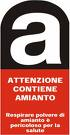 a
ATTENZIONE
CONTIENE
AMIANTO
Respirare polvere di
amianto è
pericoloso per la
salute